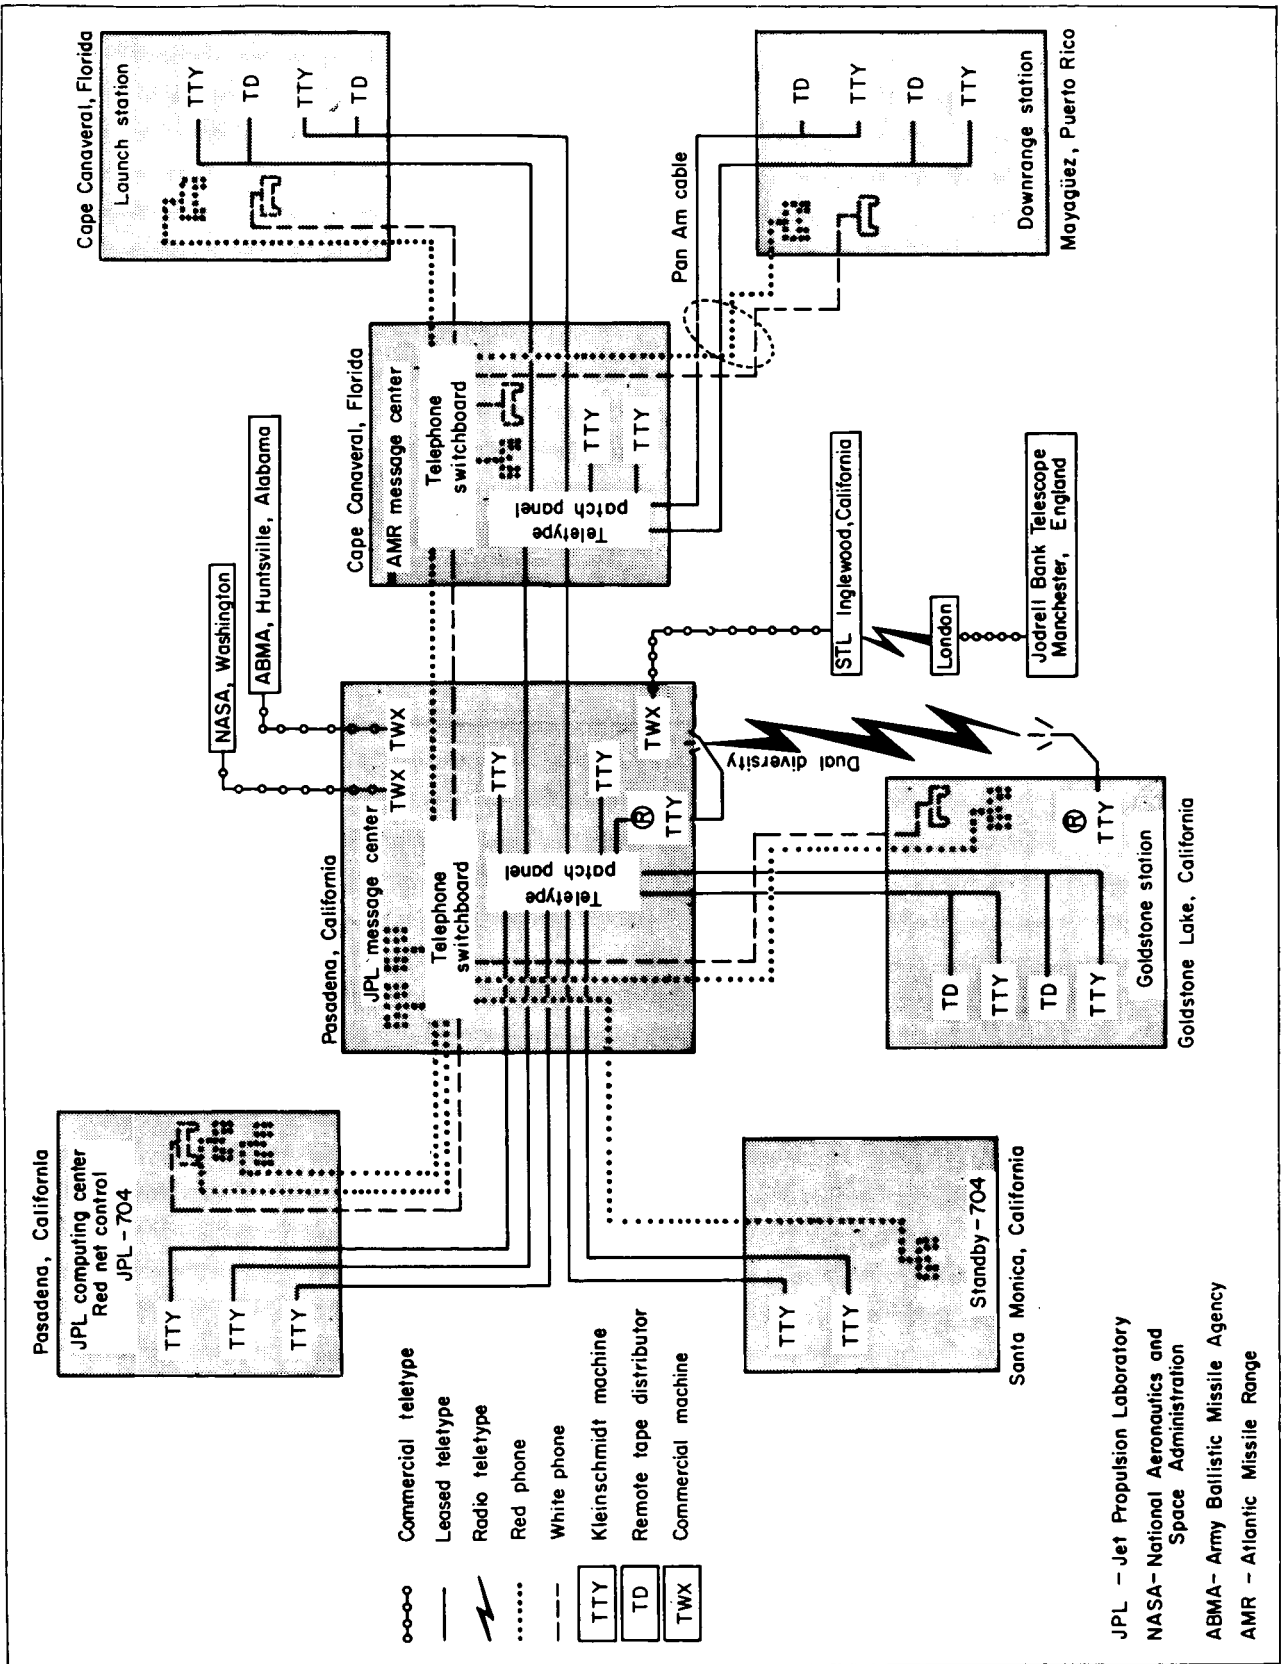 Pasadena, California
JPL computing center
Red net control
JPL - 704
TTY
TTY
TTY
Pasadena, California
JPL message center
Telephone
switchboard
TWX
TWX
TTY
Teletype
patch panel
TTY
Ⓡ
TTY
TWX
NASA, Washington
ABMA, Huntsville, Alabama
Cape Canaveral, Florida
AMR message center
Telephone
switchboard
Teletype
patch panel
TTY
TTY
Cape Canaveral, Florida
Launch station
TTY
TD
TTY
TD
Pan Am cable
TD
TTY
TD
TTY
Downrange station
Mayagüez, Puerto Rico
STL Inglewood, California
London
Jodrell Bank Telescope
Manchester, England
Dual diversity
Ⓡ
TTY
TD
TTY
TD
TTY
Goldstone station
Goldstone Lake, California
TTY
TTY
Standby - 704
Santa Monica, California
Commercial teletype
Leased teletype
Radio teletype
Red phone
White phone
TTY Kleinschmidt machine
TD Remote tape distributor
TWX Commercial machine
JPL - Jet Propulsion Laboratory
NASA - National Aeronautics and
Space Administration
ABMA - Army Ballistic Missile Agency
AMR - Atlantic Missile Range